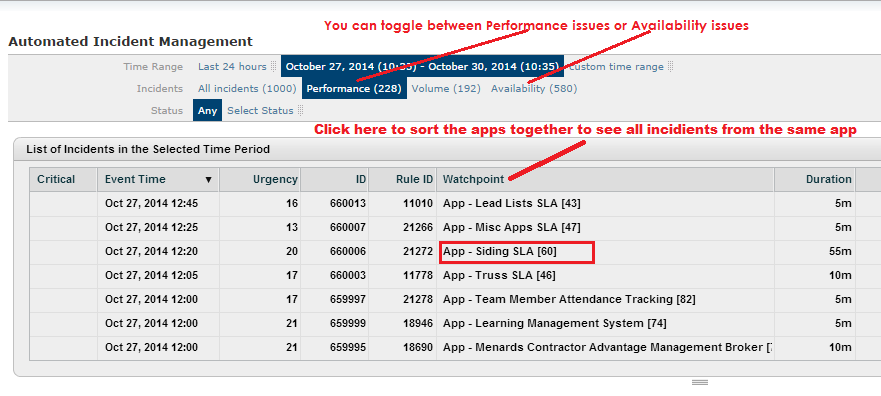 You can toggle between Performance issues or Availability issues
Automated Incident Management
Time Range Last 24 hours October 27, 2014 (10:35) - October 30, 2014 (10:35) custom time range
Incidents All incidents (1000) Performance (228) Volume (192) Availability (580)
Status Any Select Status
Click here to sort the apps together to see all incidients from the same app
List of Incidents in the Selected Time Period
Critical Event Time ▼ Urgency ID Rule ID Watchpoint Duration
Oct 27, 2014 12:45 16 660013 11010 App - Lead Lists SLA [43] 5m
Oct 27, 2014 12:25 13 660007 21266 App - Misc Apps SLA [47] 5m
Oct 27, 2014 12:20 20 660006 21272 App - Siding SLA [60] 55m
Oct 27, 2014 12:05 17 660003 11778 App - Truss SLA [46] 10m
Oct 27, 2014 12:00 17 659997 21278 App - Team Member Attendance Tracking [82] 5m
Oct 27, 2014 12:00 21 659999 18946 App - Learning Management System [74] 5m
Oct 27, 2014 12:00 21 659995 18690 App - Menards Contractor Advantage Management Broker 10m